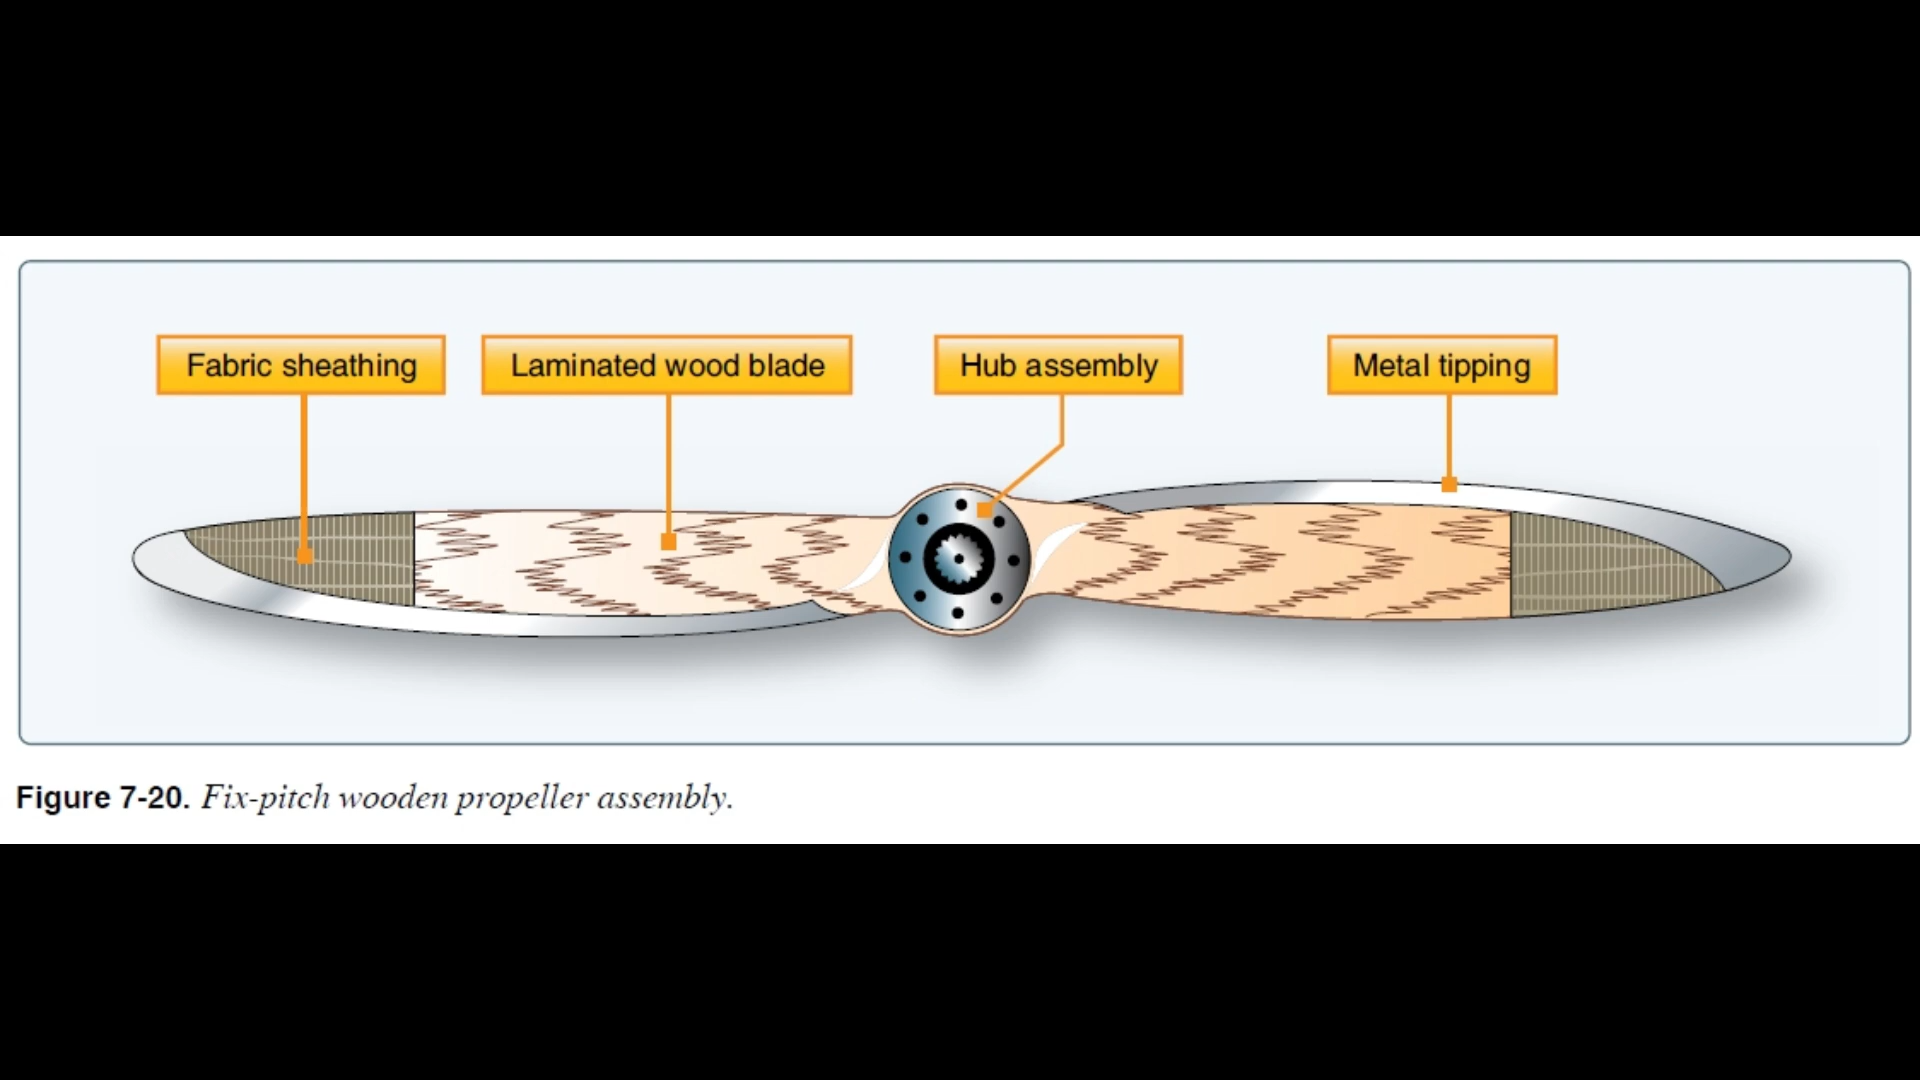 Fabric sheathing
Laminated wood blade
Hub assembly
Metal tipping
Figure 7-20. Fix-pitch wooden propeller assembly.